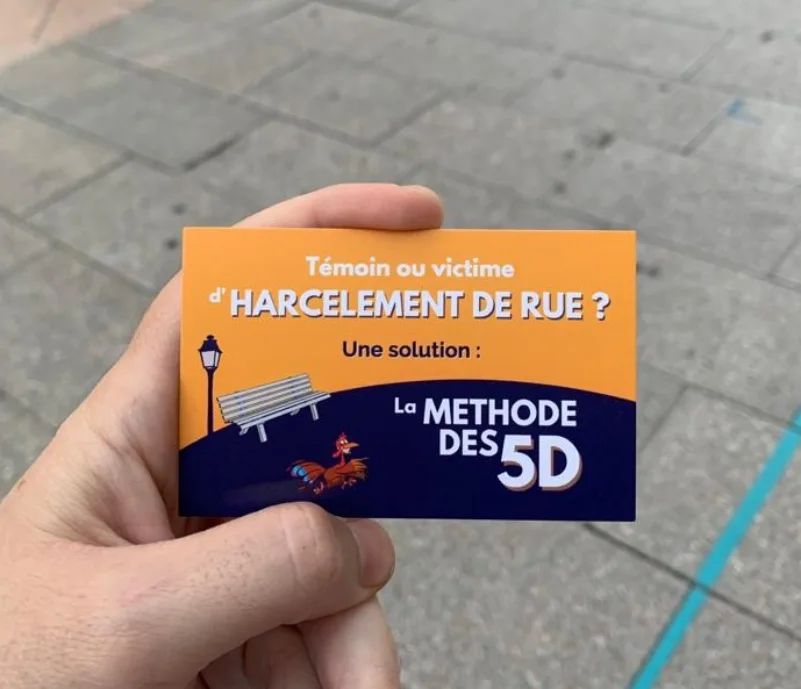 Témoin ou victime
d'HARCELEMENT DE RUE ?
Une solution :
La METHODE
DES 5D